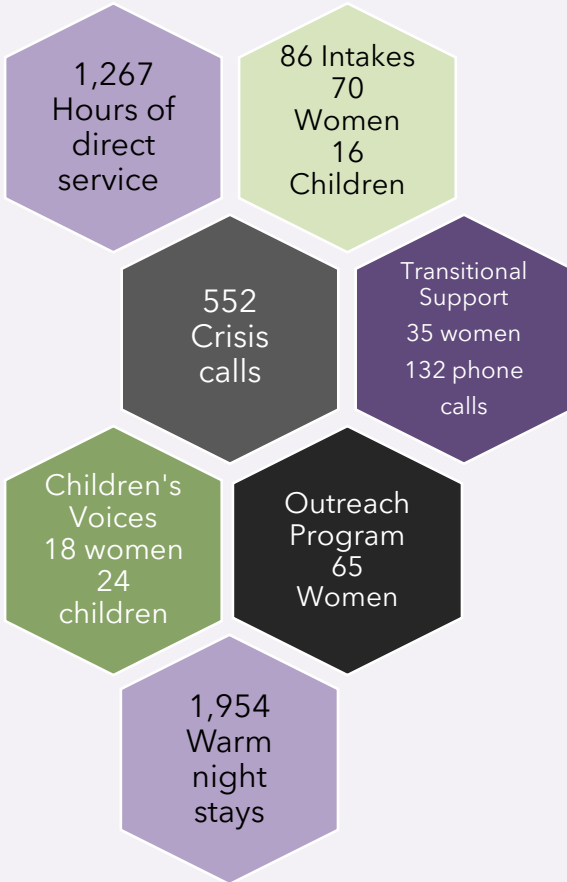 1,267
Hours of
direct
service
86 Intakes
70
Women
16
Children
552
Crisis
calls
Transitional
Support
35 women
132 phone
calls
Children's
Voices
18 women
24
children
Outreach
Program
65
Women
1,954
Warm
night
stays